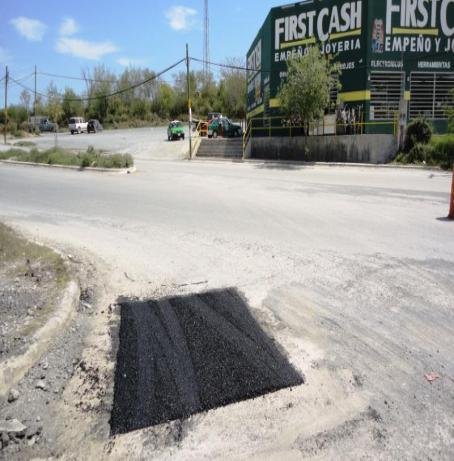 FIRST CASH
EMPEÑO Y JOYERIA
FIRST C
EMPEÑO Y JO
ELECTRONICOS
HERRAMIENTAS